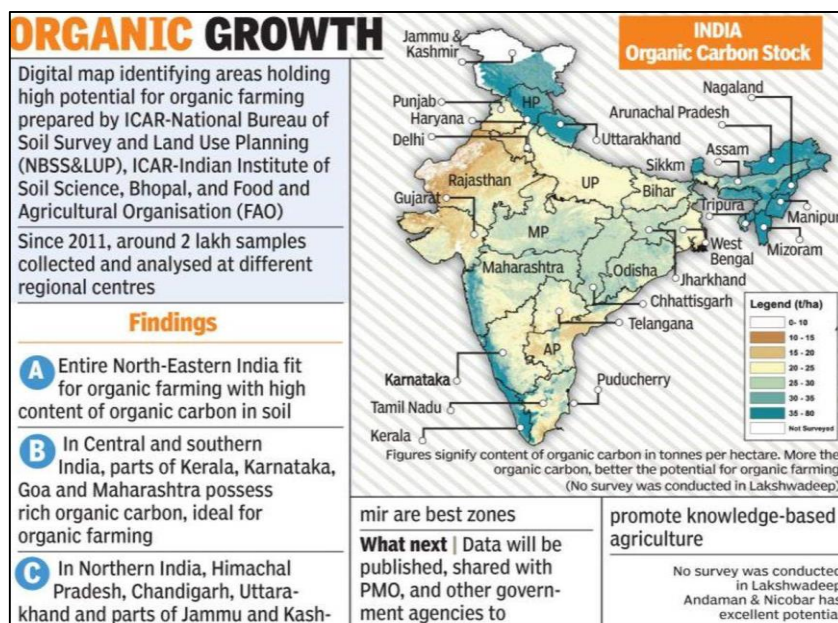 ORGANIC GROWTH
Digital map identifying areas holding
high potential for organic farming
prepared by ICAR-National Bureau of
Soil Survey and Land Use Planning
(NBSS&LUP), ICAR-Indian Institute of
Soil Science, Bhopal, and Food and
Agricultural Organisation (FAO)
Since 2011, around 2 lakh samples
collected and analysed at different
regional centres
Findings
A Entire North-Eastern India fit
for organic farming with high
content of organic carbon in soil
B In Central and southern
India, parts of Kerala, Karnataka,
Goa and Maharashtra possess
rich organic carbon, ideal for
organic farming
C In Northern India, Himachal
Pradesh, Chandigarh, Uttara-
khand and parts of Jammu and Kash-
INDIA
Organic Carbon Stock
Jammu &
Kashmir
Punjab
Haryana
Delhi
HP
Uttarakhand
Nagaland
Arunachal Pradesh
Assam
Sikkm
Rajasthan
UP
Bihar
Gujarat
Tripura
Manipur
MP
West
Bengal
Mizoram
Maharashtra
Odisha
Jharkhand
Chhattisgarh
Telangana
AP
Karnataka
Puducherry
Tamil Nadu
Kerala
Legend (t/ha)
0- 10
10 - 15
15 - 20
20 - 25
25 - 30
30 - 35
35 - 80
Not Surveyed
Figures signify content of organic carbon in tonnes per hectare. More the
organic carbon, better the potential for organic farming
(No survey was conducted in Lakshwadeep)
mir are best zones
What next | Data will be
published, shared with
PMO, and other govern-
ment agencies to
promote knowledge-based
agriculture
No survey was conducted
in Lakshwadeep
Andaman & Nicobar has
excellent potential